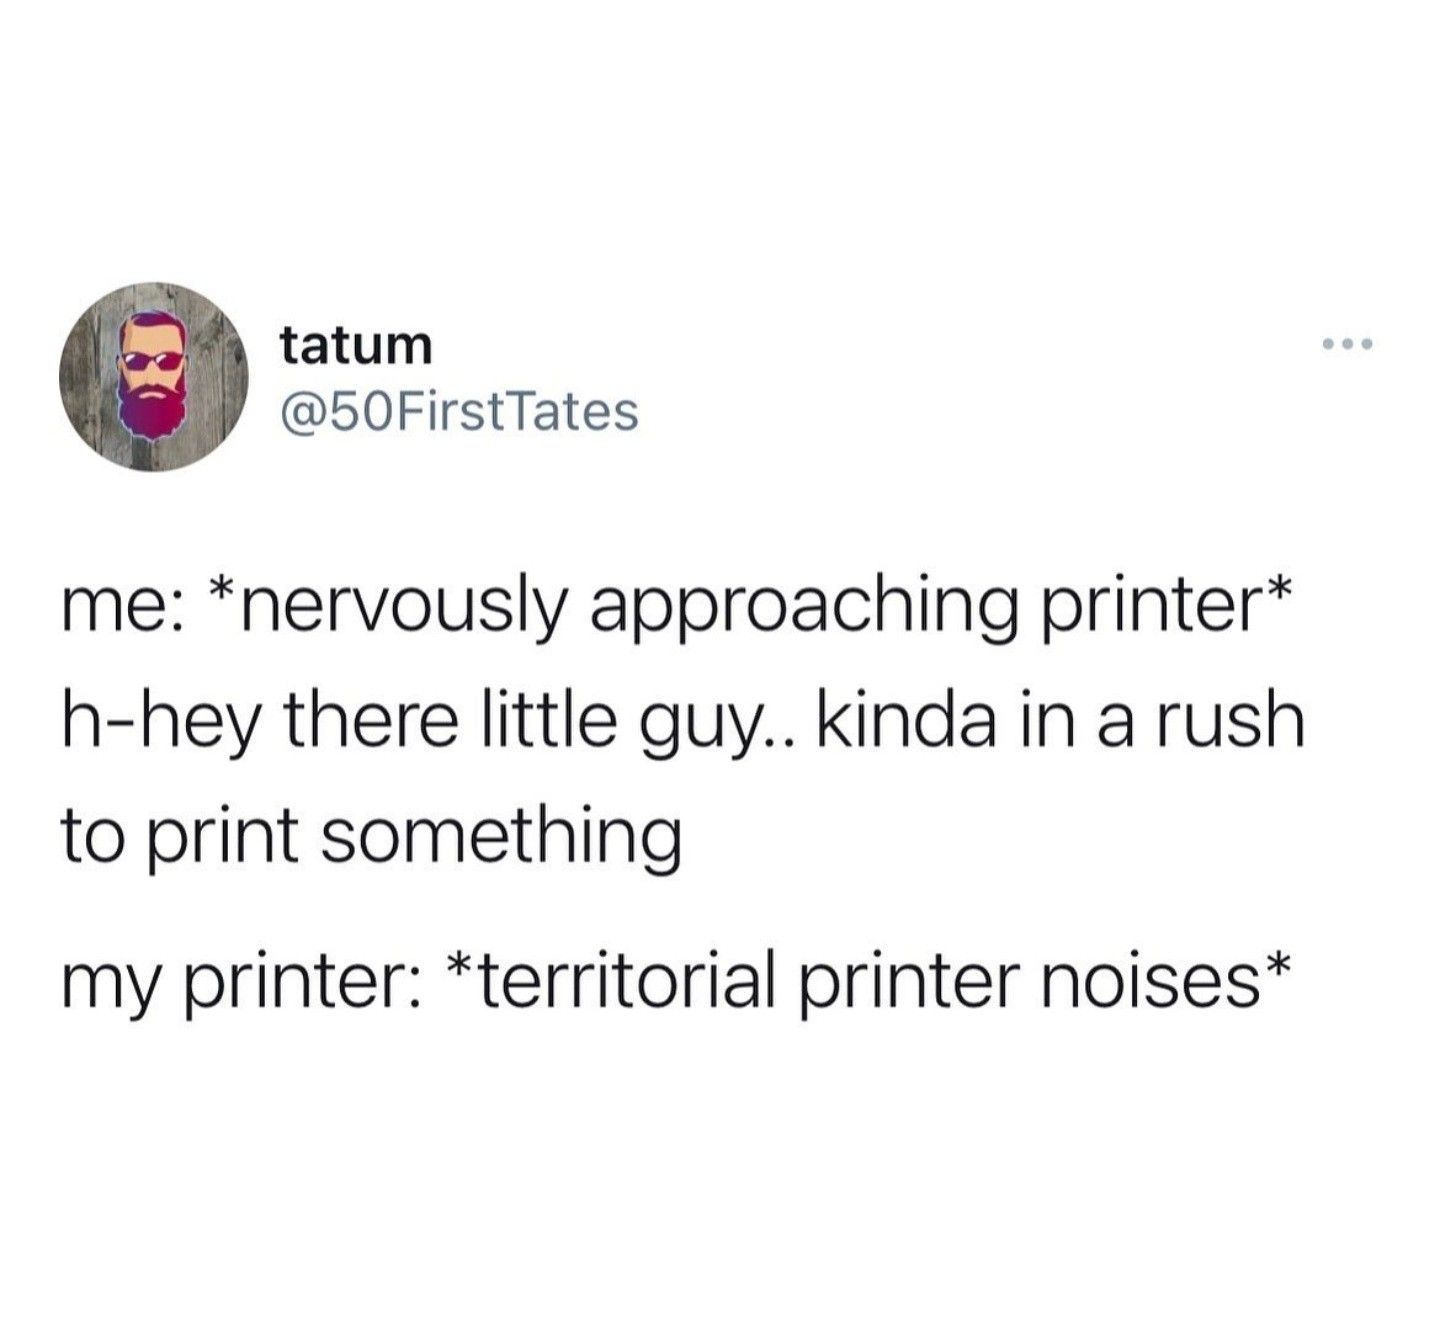 tatum
@50FirstTates
me: *nervously approaching printer*
h-hey there little guy.. kinda in a rush
to print something
my printer: *territorial printer noises*